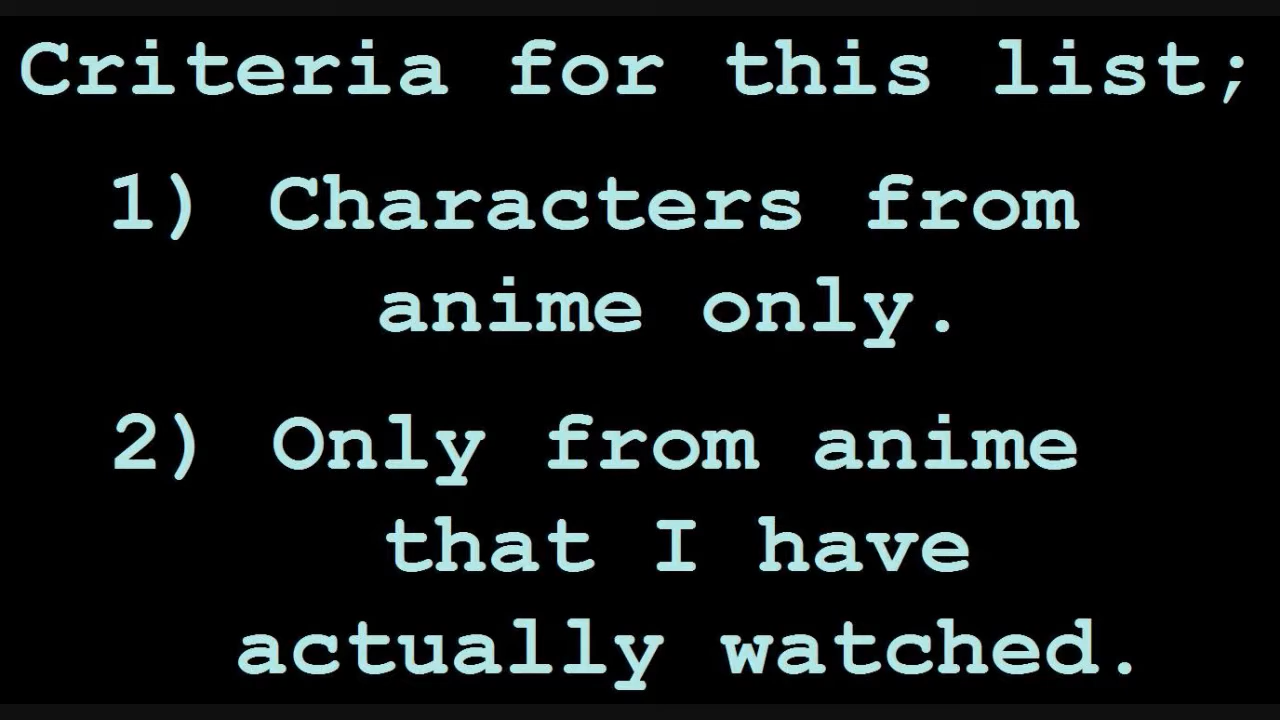 Criteria for this list;
1) Characters from
anime only.
2) Only from anime
that I have
actually watched.